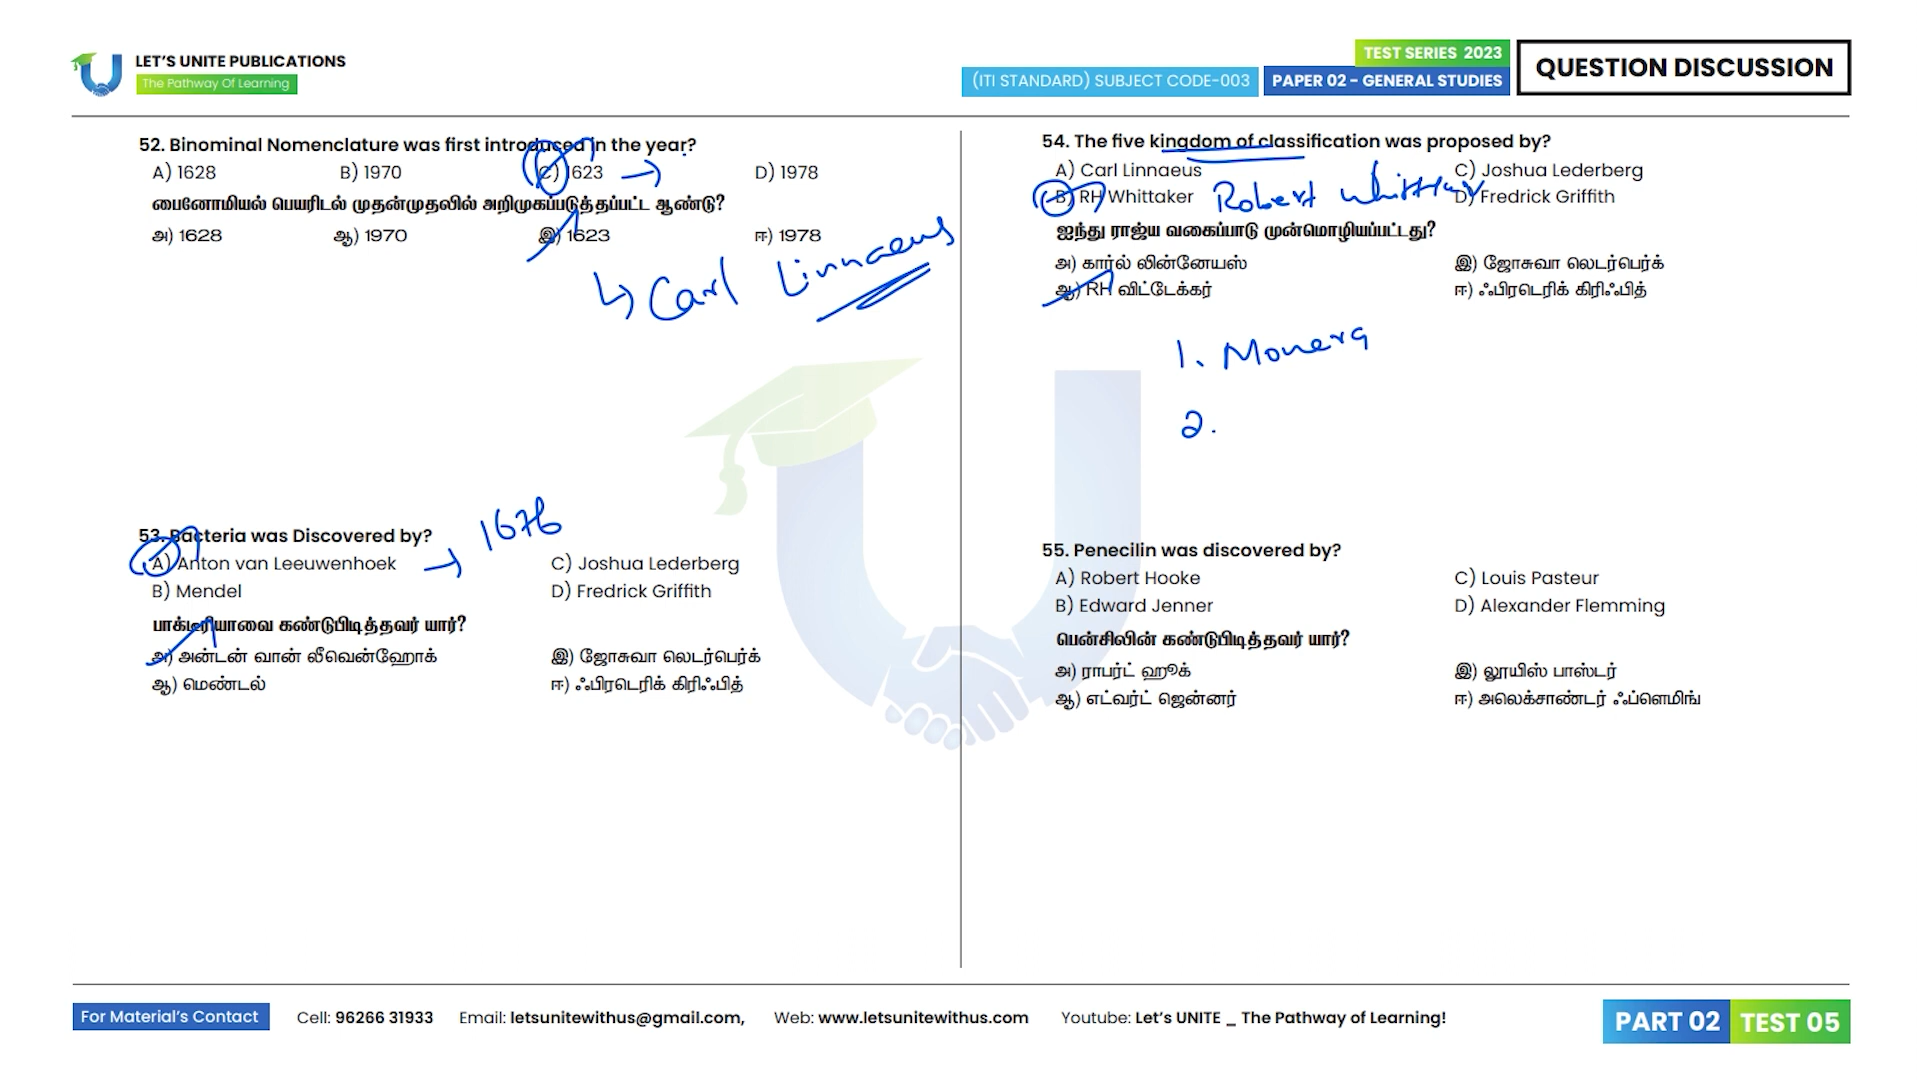 LET'S UNITE PUBLICATIONS
The Pathway Of Learning
TEST SERIES 2023
(ITI STANDARD) SUBJECT CODE-003
PAPER 02 - GENERAL STUDIES
QUESTION DISCUSSION
52. Binominal Nomenclature was first introduced in the year?
A) 1628 B) 1970 C) 1623 → D) 1978
பைனோமியல் பெயரிடல் முதன்முதலில் அறிமுகப்படுத்தப்பட்ட ஆண்டு?
அ) 1628 ஆ) 1970 இ) 1623 ஈ) 1978
↳ Carl Linnaeus
53. Bacteria was Discovered by?
A) Anton van Leeuwenhoek → 1676 C) Joshua Lederberg
B) Mendel D) Fredrick Griffith
பாக்டீரியாவை கண்டுபிடித்தவர் யார்?
அ) அன்டன் வான் லீவென்ஹோக் இ) ஜோசுவா லெடர்பெர்க்
ஆ) மெண்டல் ஈ) ஃபிரடெரிக் கிரிஃபித்
54. The five kingdom of classification was proposed by?
A) Carl Linnaeus C) Joshua Lederberg
B) RH Whittaker Robert Whittaker D) Fredrick Griffith
ஐந்து ராஜ்ய வகைப்பாடு முன்மொழியப்பட்டது?
அ) கார்ல் லின்னேயஸ் இ) ஜோசுவா லெடர்பெர்க்
ஆ) RH விட்டேக்கர் ஈ) ஃபிரடெரிக் கிரிஃபித்
1. Monera
2.
55. Penecilin was discovered by?
A) Robert Hooke C) Louis Pasteur
B) Edward Jenner D) Alexander Flemming
பென்சிலின் கண்டுபிடித்தவர் யார்?
அ) ராபர்ட் ஹூக் இ) லூயிஸ் பாஸ்டர்
ஆ) எட்வர்ட் ஜென்னர் ஈ) அலெக்சாண்டர் ஃப்ளெமிங்
For Material's Contact Cell: 96266 31933 Email: letsunitewithus@gmail.com, Web: www.letsunitewithus.com Youtube: Let's UNITE _ The Pathway of Learning!
PART 02 TEST 05